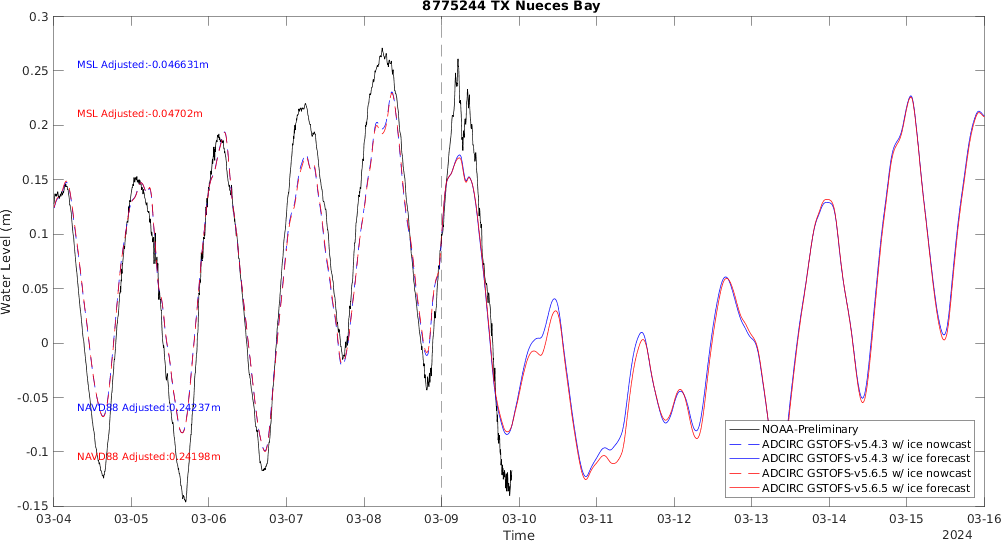 8775244 TX Nueces Bay
0.3
0.25
0.2
0.15
0.1
0.05
0
-0.05
-0.1
-0.15
Water Level (m)
MSL Adjusted:-0.046631m
MSL Adjusted:-0.04702m
NAVD88 Adjusted:0.24237m
NAVD88 Adjusted:0.24198m
NOAA-Preliminary
ADCIRC GSTOFS-v5.4.3 w/ ice nowcast
ADCIRC GSTOFS-v5.4.3 w/ ice forecast
ADCIRC GSTOFS-v5.6.5 w/ ice nowcast
ADCIRC GSTOFS-v5.6.5 w/ ice forecast
03-04 03-05 03-06 03-07 03-08 03-09 03-10 03-11 03-12 03-13 03-14 03-15 03-16
Time
2024